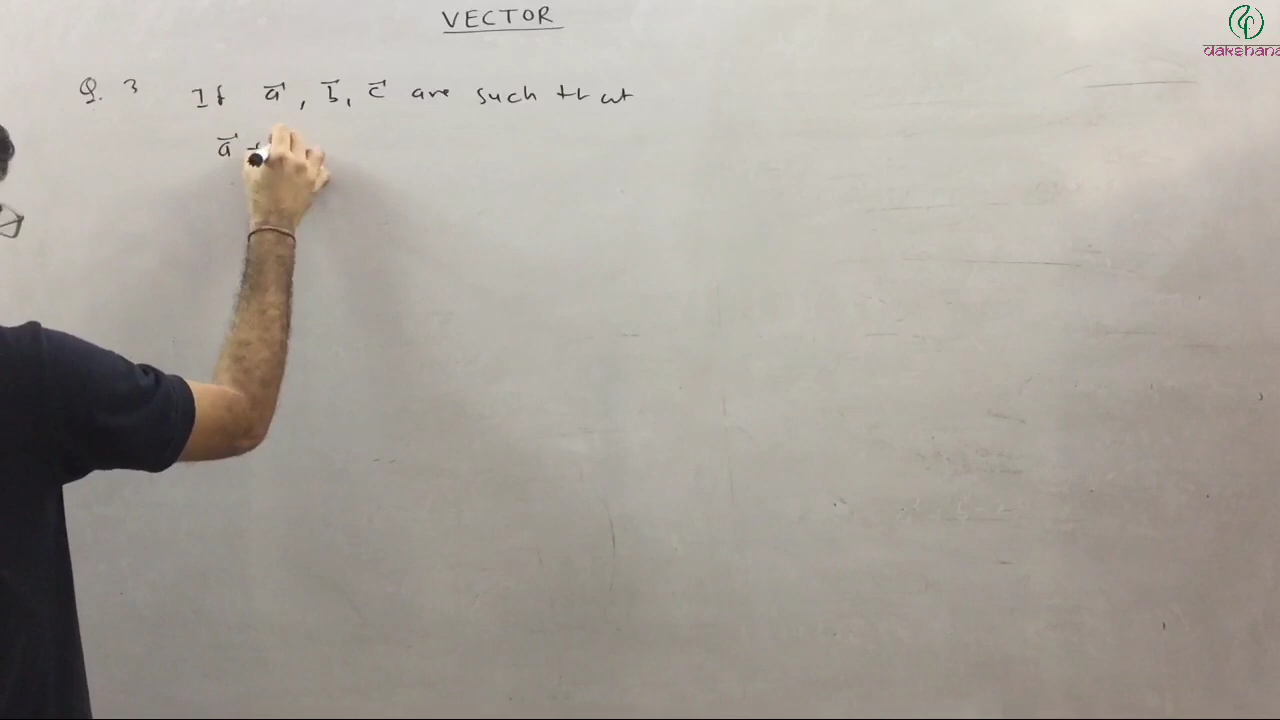 VECTOR
dakshana
Q. 3 If a⃗, b⃗, c⃗ are such that
a⃗